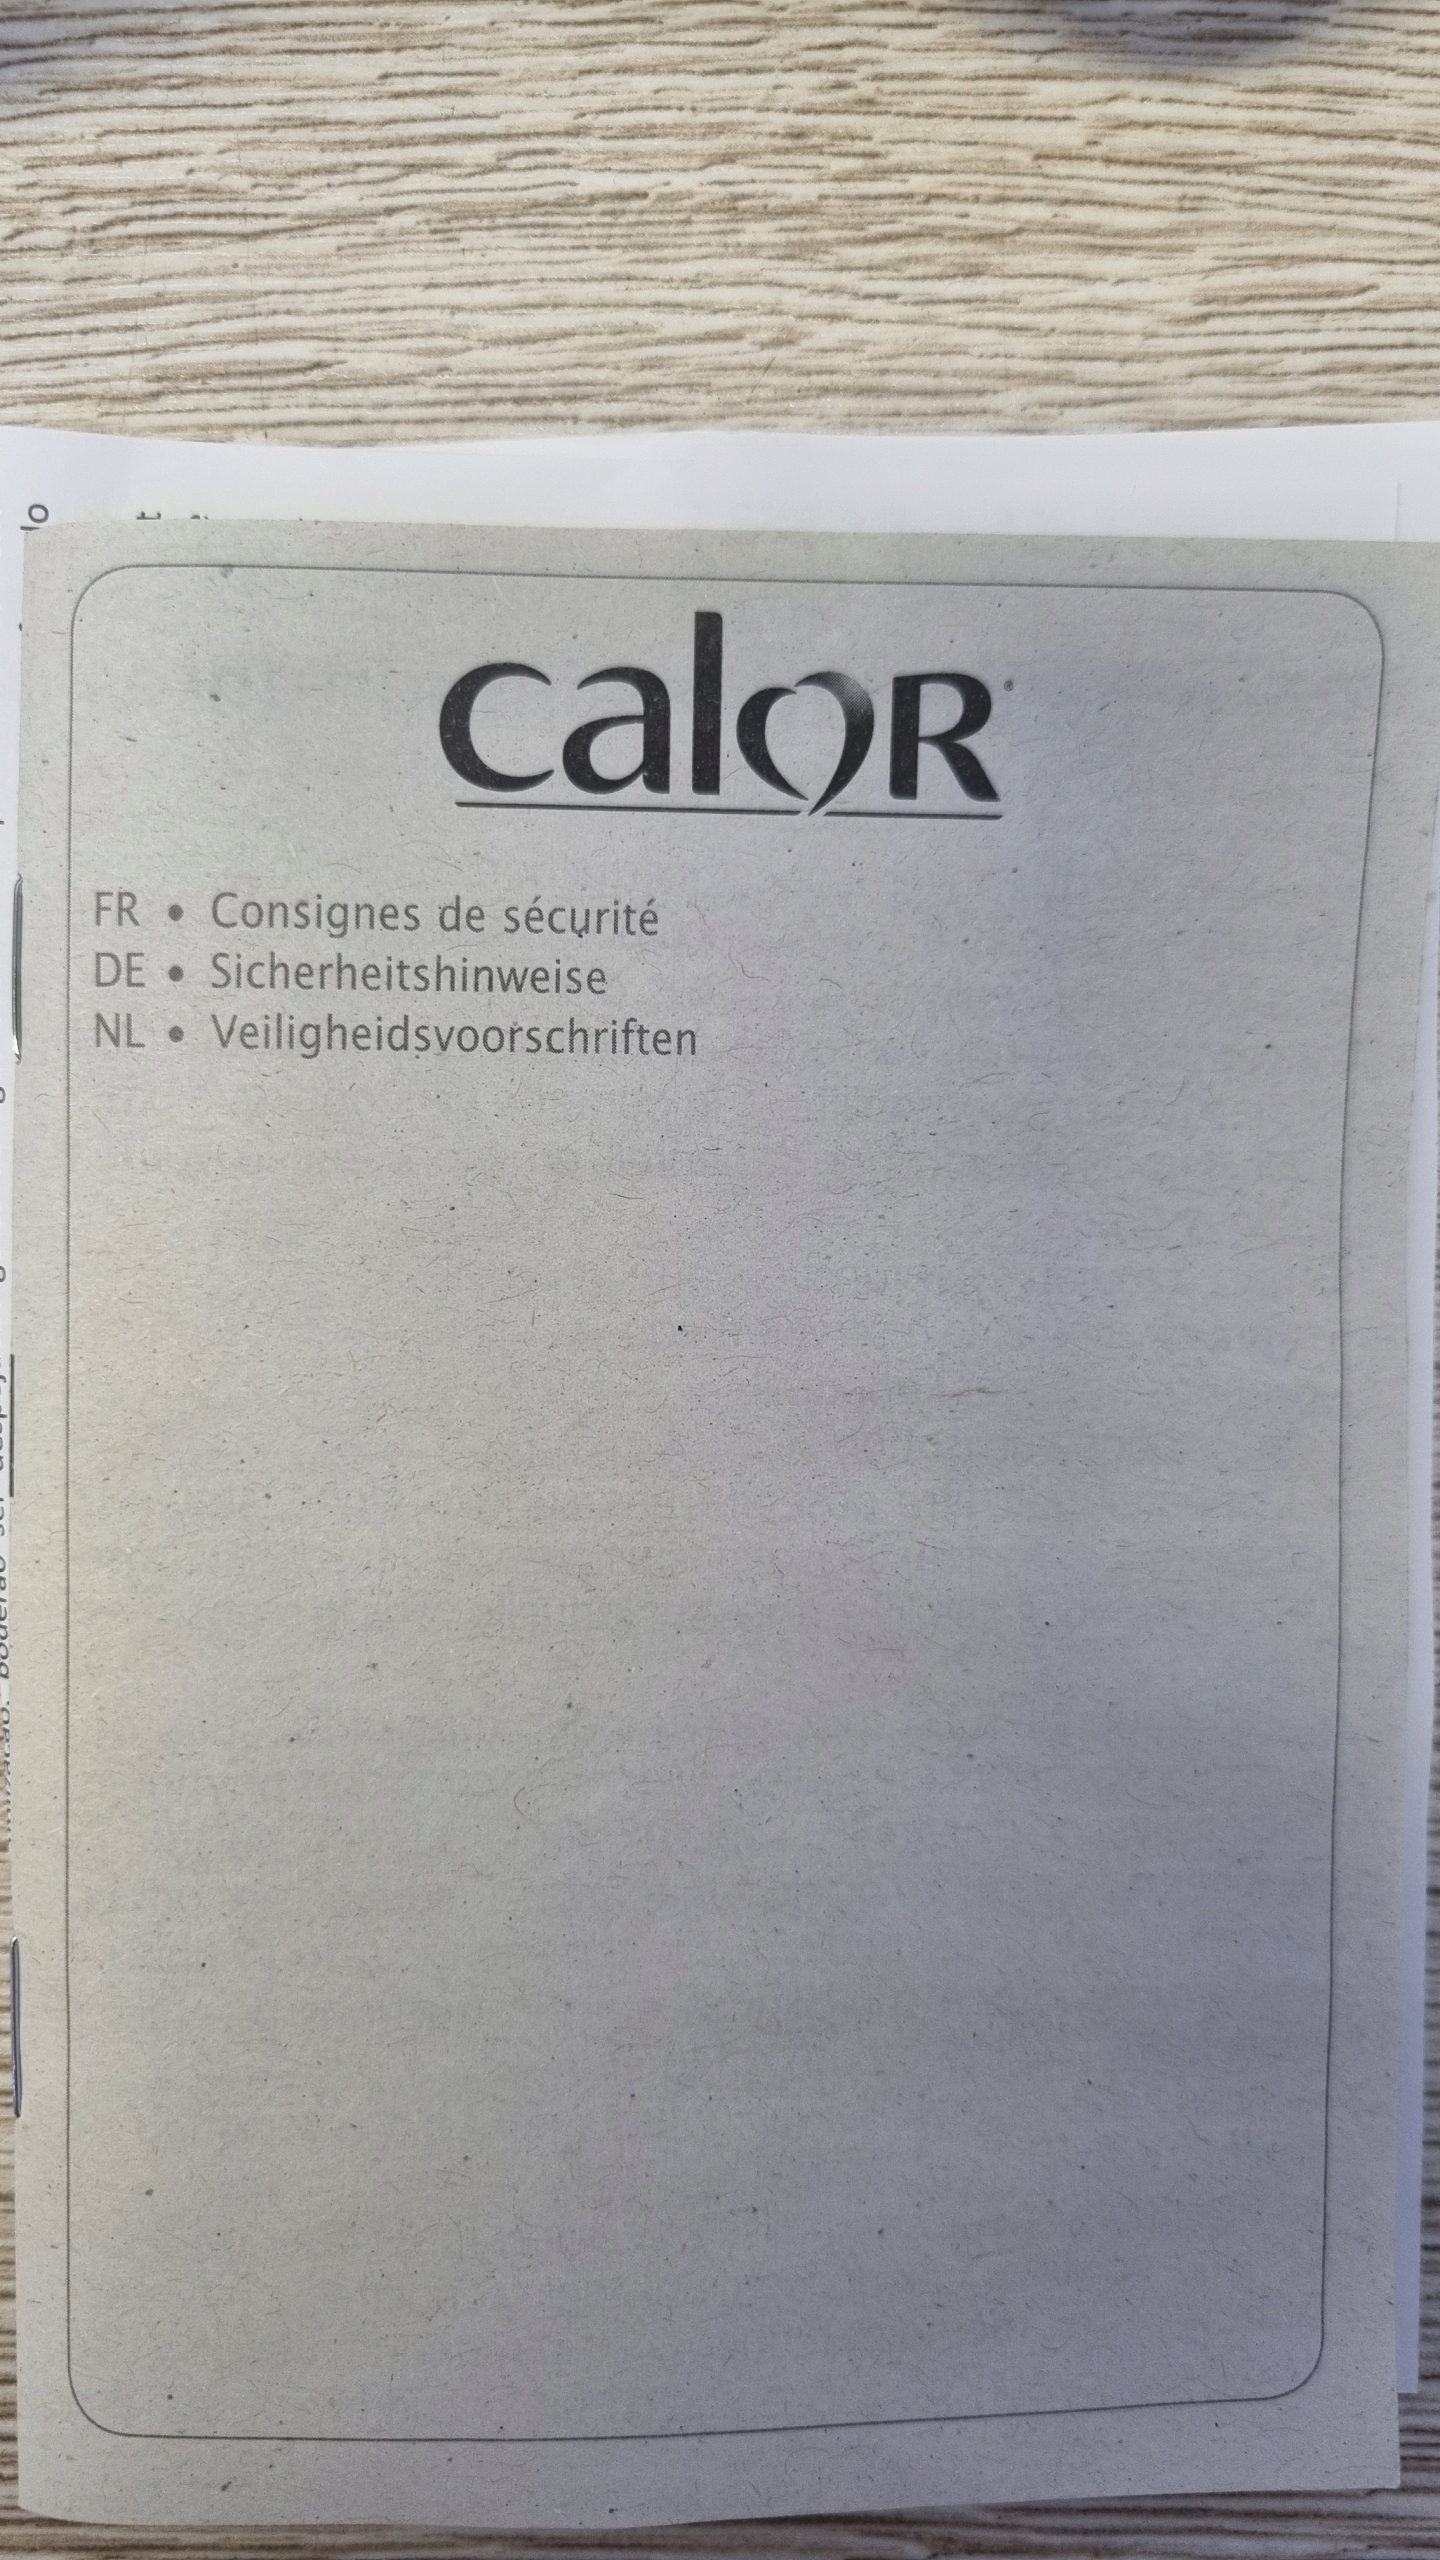 calOR®
FR • Consignes de sécurité
DE • Sicherheitshinweise
NL • Veiligheidsvoorschriften